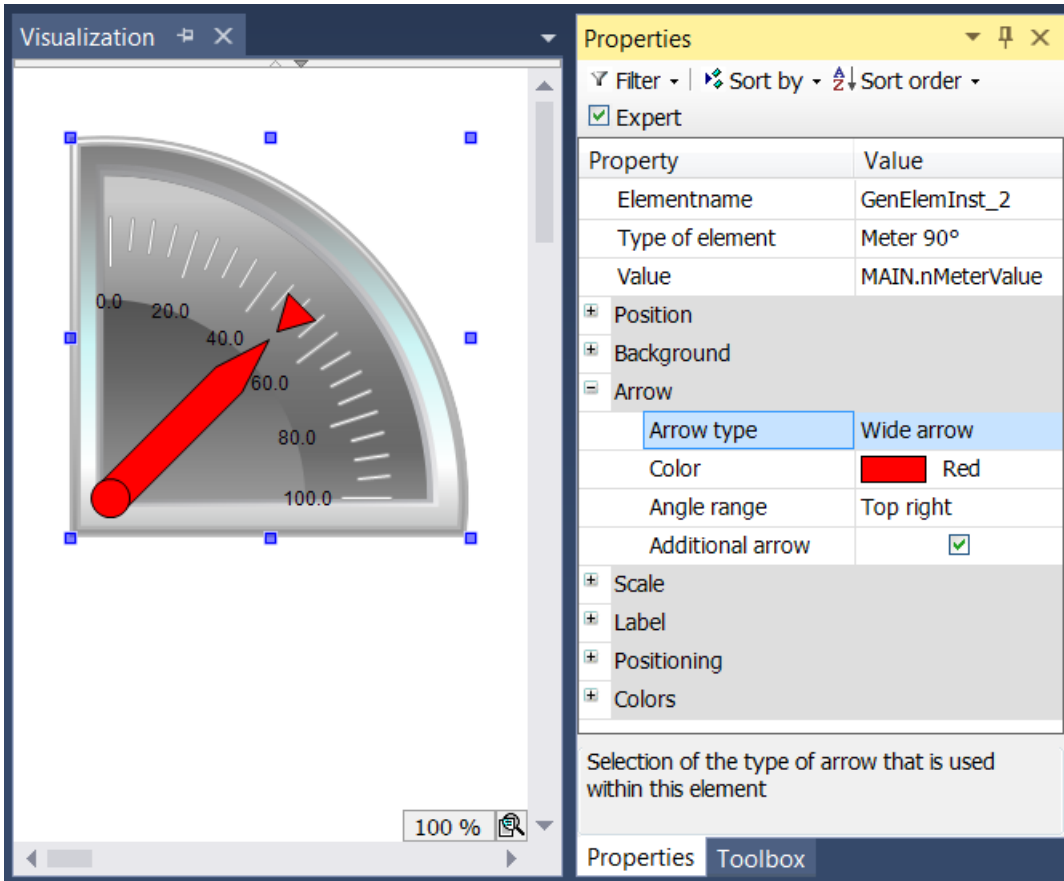 Visualization
0.0
20.0
40.0
60.0
80.0
100.0
100 %
Properties
Filter Sort by Sort order
Expert
Property Value
Elementname GenElemInst_2
Type of element Meter 90°
Value MAIN.nMeterValue
Position
Background
Arrow
Arrow type Wide arrow
Color Red
Angle range Top right
Additional arrow
Scale
Label
Positioning
Colors
Selection of the type of arrow that is used
within this element
Properties Toolbox